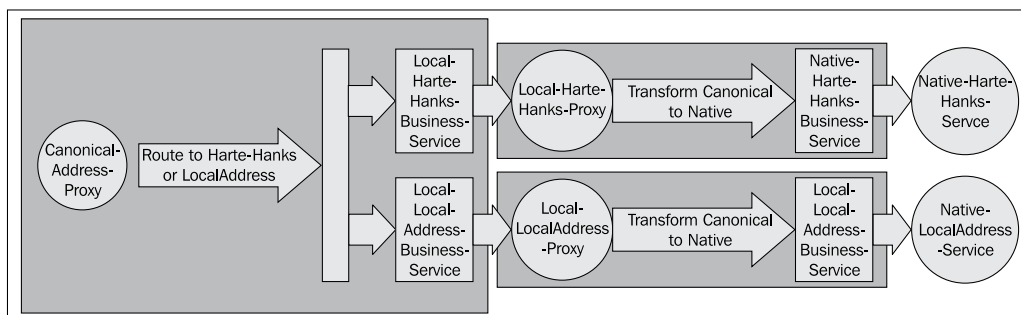 Canonical-
Address-
Proxy
Route to Harte-Hanks
or LocalAddress
Local-
Harte-
Hanks-
Business-
Service
Local-Harte-
Hanks-Proxy
Transform Canonical
to Native
Native-
Harte-
Hanks-
Business-
Service
Native-Harte-
Hanks-
Servce
Local-
Local-
Address-
Business-
Service
Local-
LocalAddress
-Proxy
Transform Canonical
to Native
Local-
Local-
Address-
Business-
Service
Native-
LocalAddress
-Service